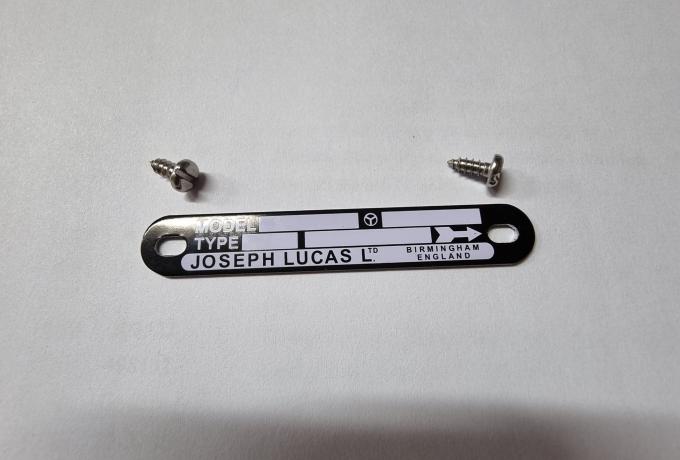 MODEL
TYPE
JOSEPH LUCAS LTD.
BIRMINGHAM
ENGLAND